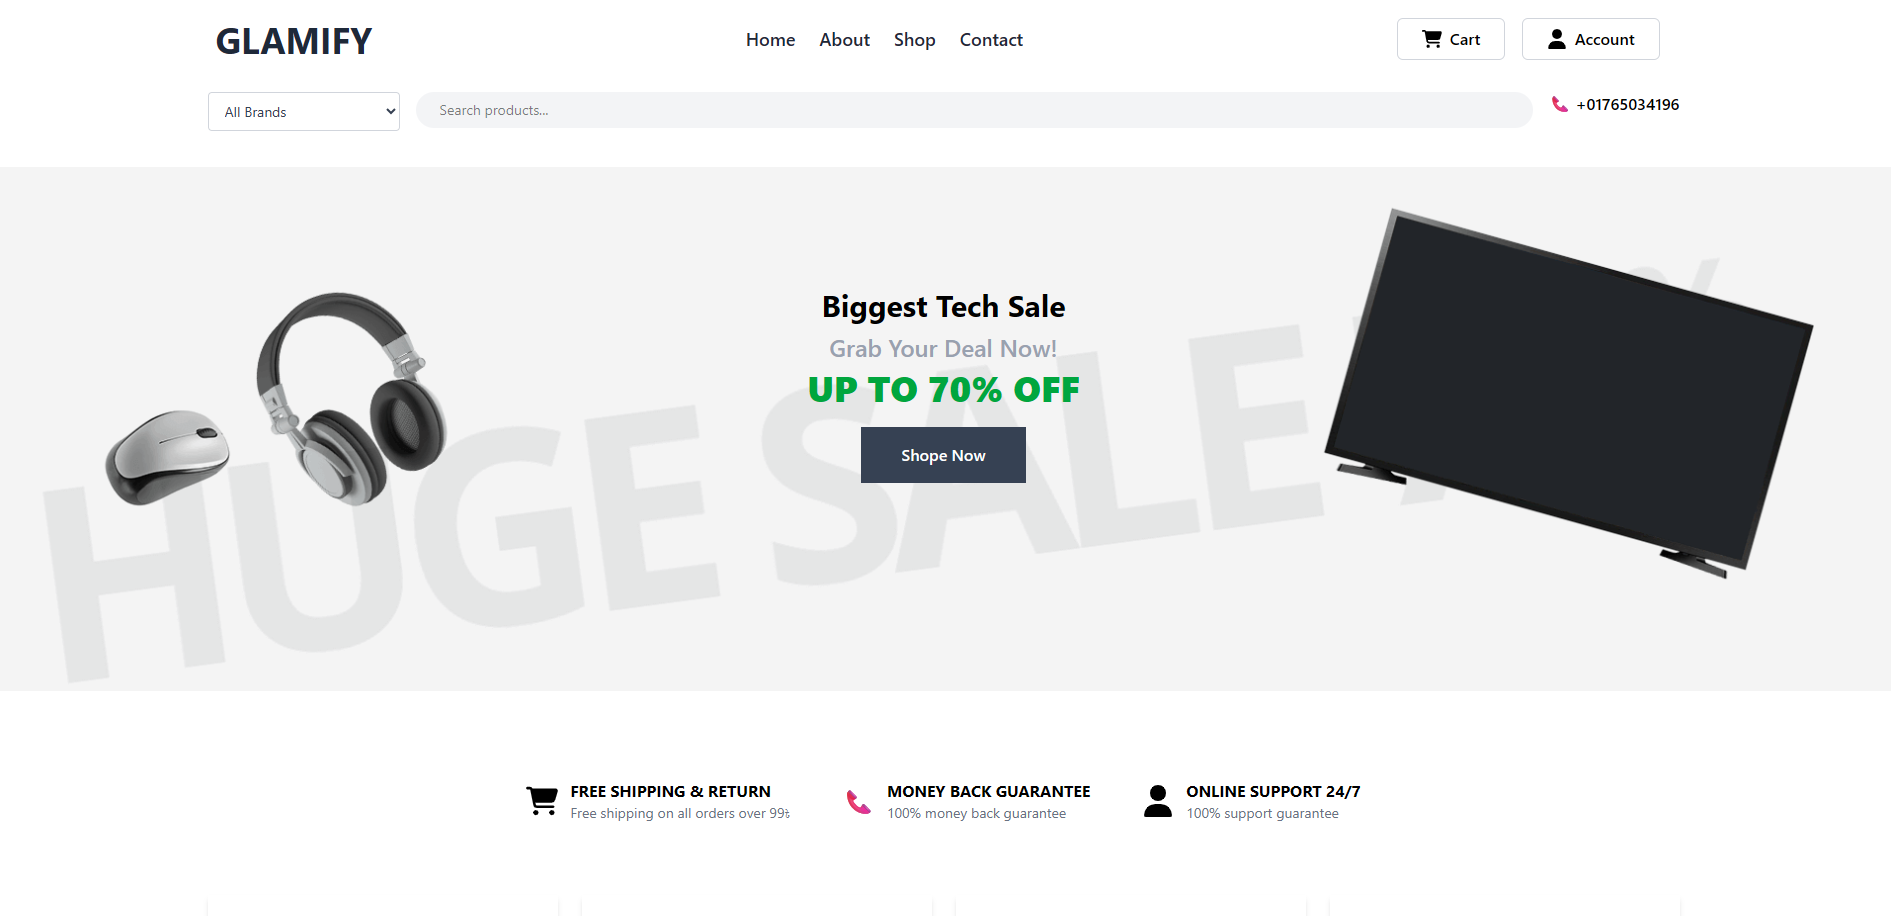 GLAMIFY
Home About Shop Contact
Cart
Account
All Brands
Search products...
+01765034196
HUGE SALE
%
Biggest Tech Sale
Grab Your Deal Now!
UP TO 70% OFF
Shope Now
FREE SHIPPING & RETURN
Free shipping on all orders over 99৳
MONEY BACK GUARANTEE
100% money back guarantee
ONLINE SUPPORT 24/7
100% support guarantee